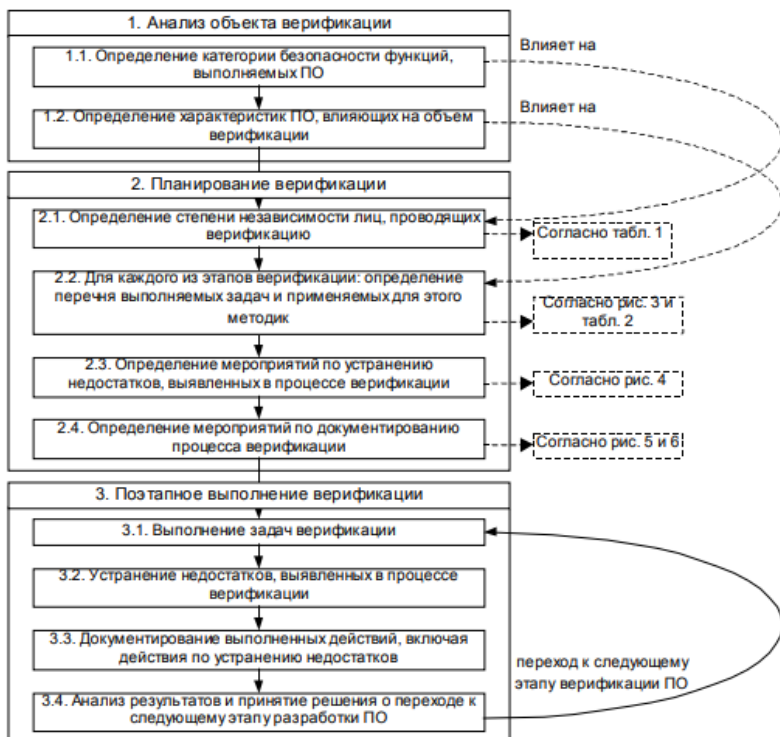 1. Анализ объекта верификации
1.1. Определение категории безопасности функций,
выполняемых ПО
Влияет на
1.2. Определение характеристик ПО, влияющих на объем
верификации
Влияет на
2. Планирование верификации
2.1. Определение степени независимости лиц, проводящих
верификацию
Согласно табл. 1
2.2. Для каждого из этапов верификации: определение
перечня выполняемых задач и применяемых для этого
методик
Согласно рис. 3 и
табл. 2
2.3. Определение мероприятий по устранению
недостатков, выявленных в процессе верификации
Согласно рис. 4
2.4. Определение мероприятий по документированию
процесса верификации
Согласно рис. 5 и 6
3. Поэтапное выполнение верификации
3.1. Выполнение задач верификации
3.2. Устранение недостатков, выявленных в процессе
верификации
3.3. Документирование выполненных действий, включая
действия по устранению недостатков
3.4. Анализ результатов и принятие решения о переходе к
следующему этапу разработки ПО
переход к следующему
этапу верификации ПО